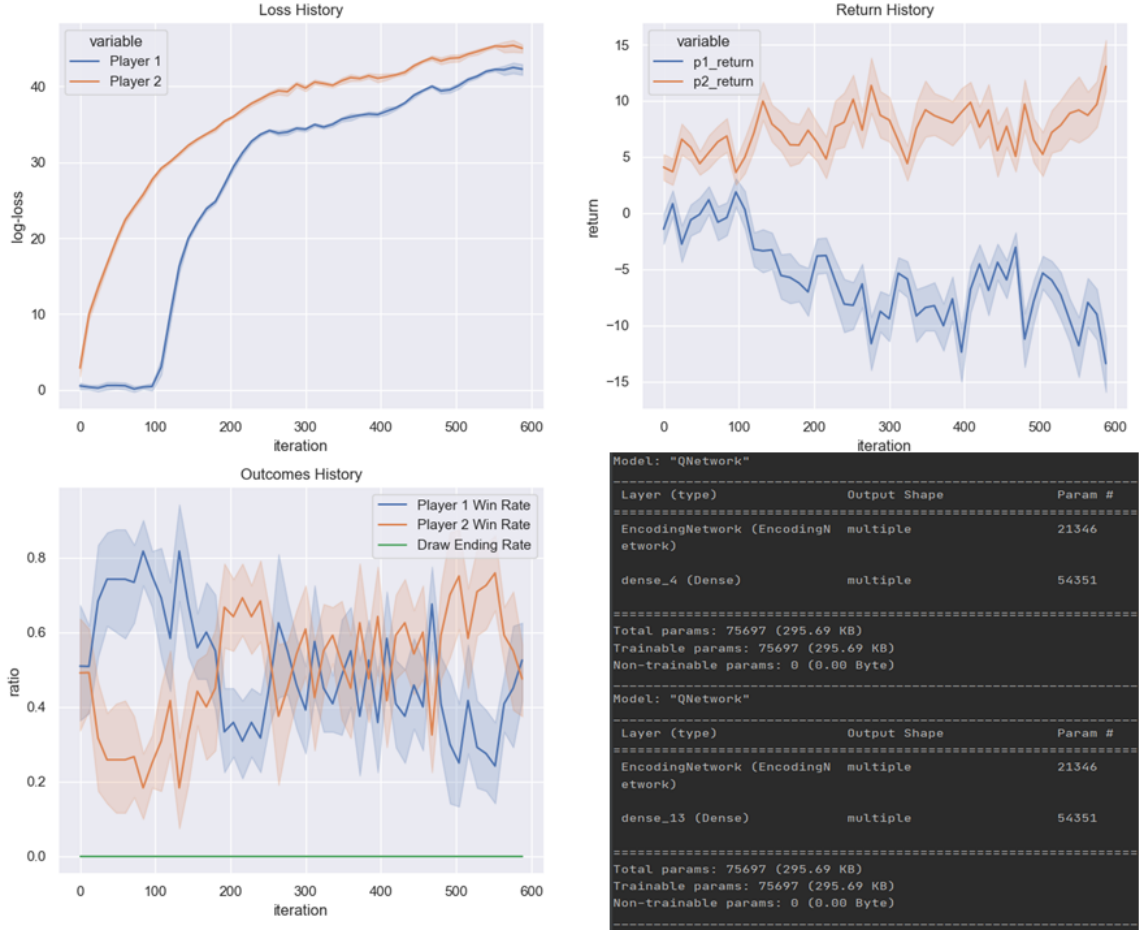 Loss History
variable
Player 1
Player 2
40
30
20
10
0
log-loss
0
100
200
300
400
500
600
iteration
Return History
variable
p1_return
p2_return
15
10
5
0
−5
−10
−15
return
0
100
200
300
400
500
600
iteration
Outcomes History
Player 1 Win Rate
Player 2 Win Rate
Draw Ending Rate
0.8
0.6
0.4
0.2
0.0
ratio
0
100
200
300
400
500
600
iteration
Model: "QNetwork"
Layer (type) Output Shape Param #
EncodingNetwork (EncodingN multiple 21346
etwork)
dense_4 (Dense) multiple 54351
Total params: 75697 (295.69 KB)
Trainable params: 75697 (295.69 KB)
Non-trainable params: 0 (0.00 Byte)
Model: "QNetwork"
Layer (type) Output Shape Param #
EncodingNetwork (EncodingN multiple 21346
etwork)
dense_13 (Dense) multiple 54351
Total params: 75697 (295.69 KB)
Trainable params: 75697 (295.69 KB)
Non-trainable params: 0 (0.00 Byte)